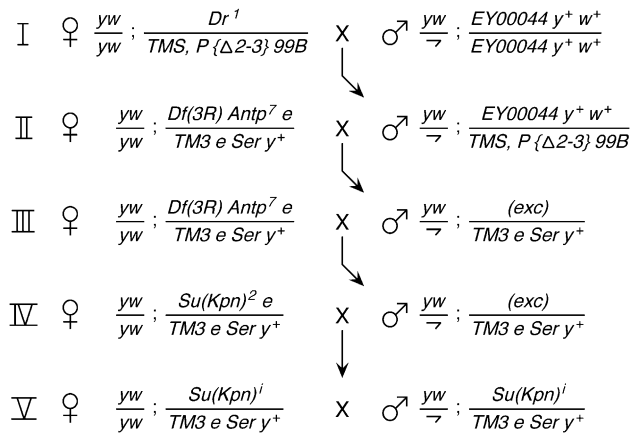 I ♀ yw/yw ; Dr¹/TMS, P{Δ2-3} 99B X ♂ yw/¬ ; EY00044 y⁺ w⁺/EY00044 y⁺ w⁺
II ♀ yw/yw ; Df(3R) Antp⁷ e/TM3 e Ser y⁺ X ♂ yw/¬ ; EY00044 y⁺ w⁺/TMS, P{Δ2-3} 99B
III ♀ yw/yw ; Df(3R) Antp⁷ e/TM3 e Ser y⁺ X ♂ yw/¬ ; (exc)/TM3 e Ser y⁺
IV ♀ yw/yw ; Su(Kpn)² e/TM3 e Ser y⁺ X ♂ yw/¬ ; (exc)/TM3 e Ser y⁺
V ♀ yw/yw ; Su(Kpn)ⁱ/TM3 e Ser y⁺ X ♂ yw/¬ ; Su(Kpn)ⁱ/TM3 e Ser y⁺